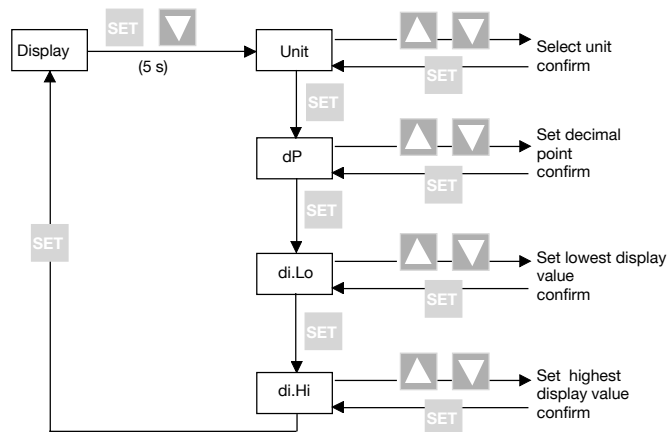 SET
Display
(5 s)
Unit
SET
Select unit
confirm
SET
dP
SET
Set decimal
point
confirm
SET
SET
di.Lo
SET
Set lowest display
value
confirm
SET
di.Hi
SET
Set highest
display value
confirm